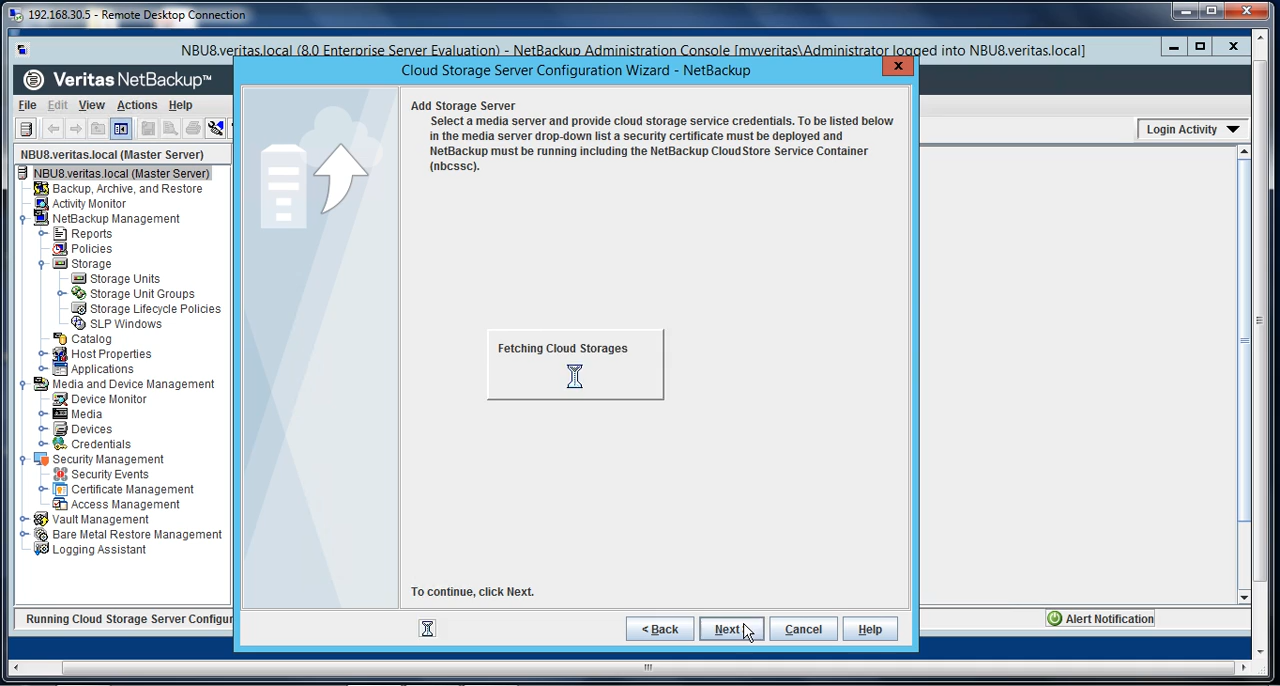 192.168.30.5 - Remote Desktop Connection
NBU8.veritas.local (8.0 Enterprise Server Evaluation) - NetBackup Administration Console [myveritas\Administrator logged into NBU8.veritas.local]
Veritas NetBackup™
Cloud Storage Server Configuration Wizard - NetBackup
File Edit View Actions Help
Login Activity
NBU8.veritas.local (Master Server)
NBU8.veritas.local (Master Server)
Backup, Archive, and Restore
Activity Monitor
NetBackup Management
Reports
Policies
Storage
Storage Units
Storage Unit Groups
Storage Lifecycle Policies
SLP Windows
Catalog
Host Properties
Applications
Media and Device Management
Device Monitor
Media
Devices
Credentials
Security Management
Security Events
Certificate Management
Access Management
Vault Management
Bare Metal Restore Management
Logging Assistant
Add Storage Server
Select a media server and provide cloud storage service credentials. To be listed below
in the media server drop-down list a security certificate must be deployed and
NetBackup must be running including the NetBackup CloudStore Service Container
(nbcssc).
Fetching Cloud Storages
To continue, click Next.
< Back Next Cancel Help
Running Cloud Storage Server Configur
Alert Notification